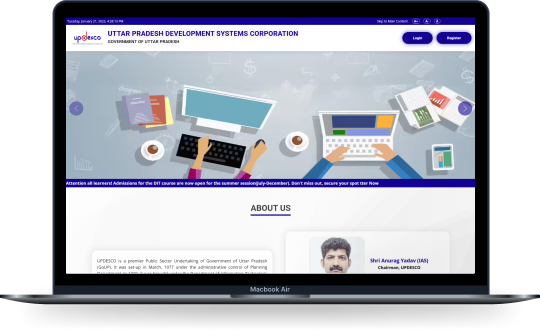 Tuesday, January 21, 2025, 4:28:13 PM
Skip to Main Content A+ A A-
updesco
UTTAR PRADESH DEVELOPMENT SYSTEMS CORPORATION
GOVERNMENT OF UTTAR PRADESH
Login
Register
Attention all learners! Admissions for the DIT course are now open for the summer session(July-December). Don't miss out, secure your spot tter Now
ABOUT US
UPDESCO is a premier Public Sector Undertaking of Government of Uttar Pradesh
(GoUP). It was set-up in March, 1977 under the administrative control of Planning
Shri Anurag Yadav (IAS)
Chairman, UPDESCO
Macbook Air